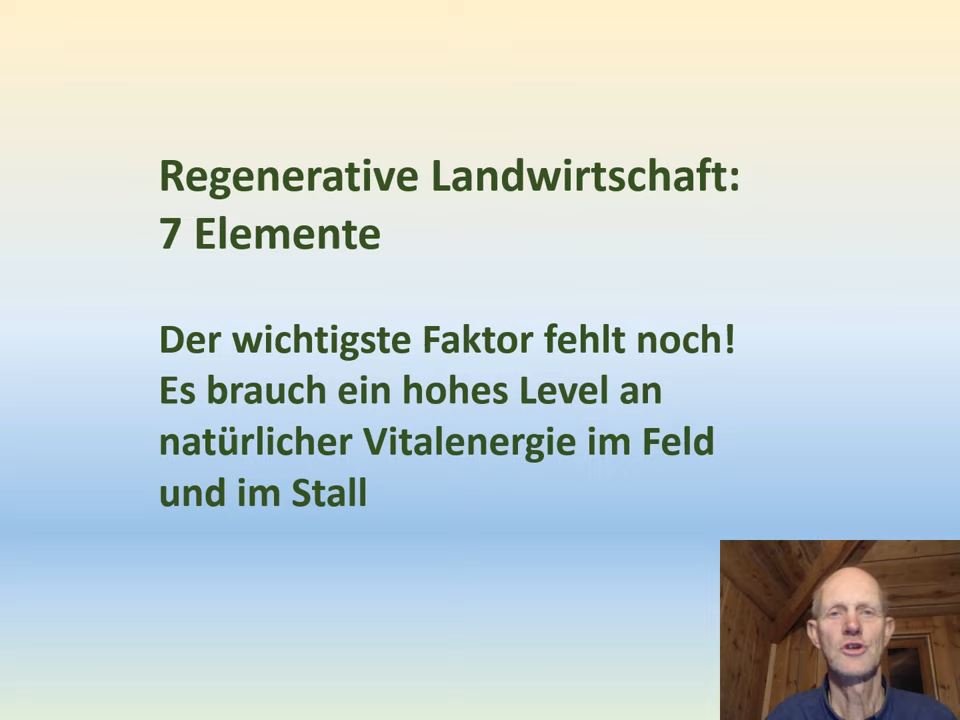 Regenerative Landwirtschaft:
7 Elemente
Der wichtigste Faktor fehlt noch!
Es brauch ein hohes Level an
natürlicher Vitalenergie im Feld
und im Stall